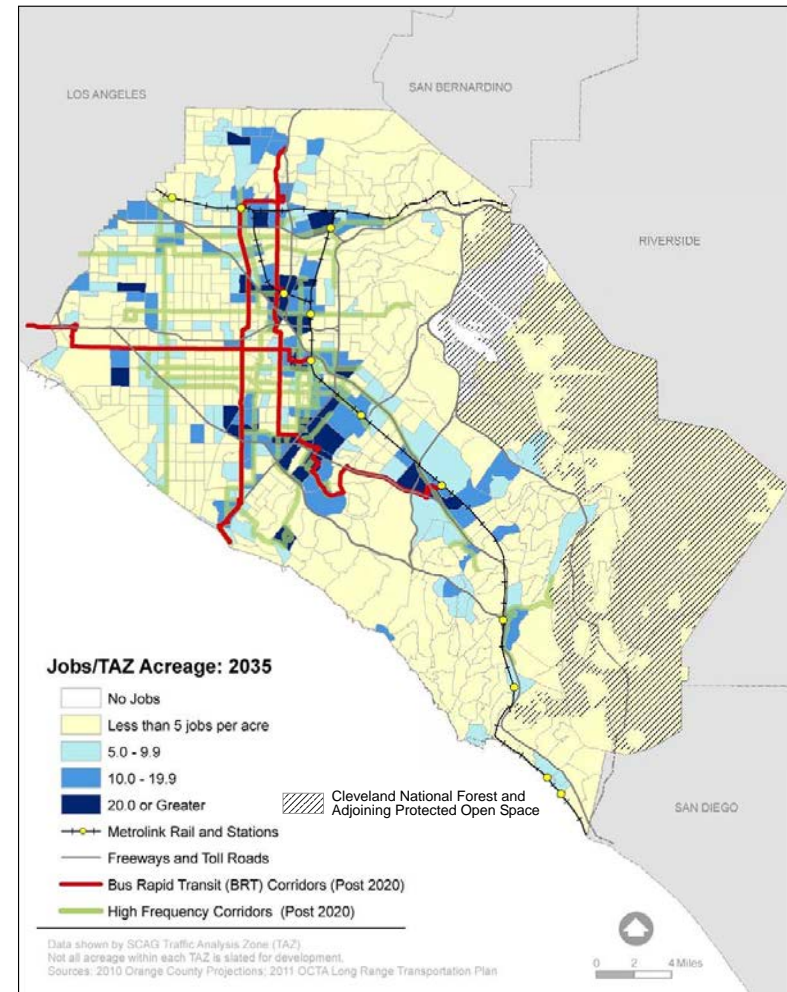 LOS ANGELES
SAN BERNARDINO
RIVERSIDE
Jobs/TAZ Acreage: 2035
No Jobs
Less than 5 jobs per acre
5.0 - 9.9
10.0 - 19.9
20.0 or Greater
Metrolink Rail and Stations
Freeways and Toll Roads
Bus Rapid Transit (BRT) Corridors (Post 2020)
High Frequency Corridors (Post 2020)
Cleveland National Forest and
Adjoining Protected Open Space
SAN DIEGO
Data shown by SCAG Traffic Analysis Zone (TAZ)
Not all acreage within each TAZ is slated for development.
Sources: 2010 Orange County Projections; 2011 OCTA Long Range Transportation Plan
0 2 4 Miles